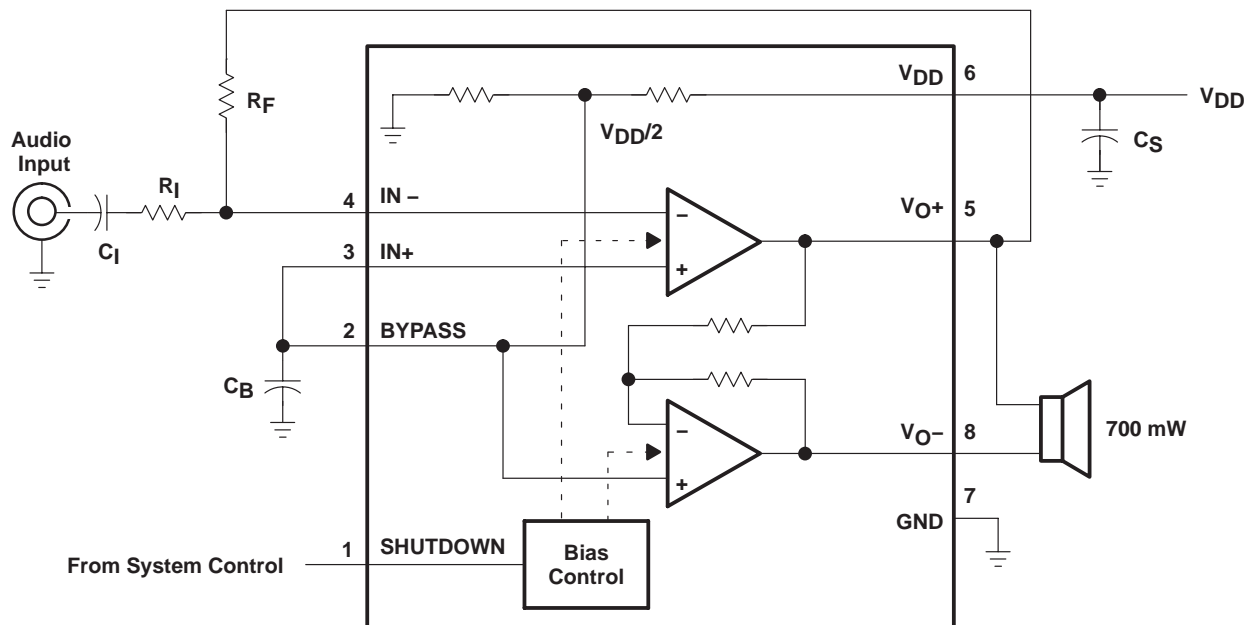 V_DD 6
V_DD
R_F
V_DD/2
C_S
Audio
Input
R_I
C_I
4 IN −
−
V_O+ 5
3 IN+
+
2 BYPASS
C_B
−
V_O− 8
700 mW
+
7
GND
1 SHUTDOWN
From System Control
Bias
Control